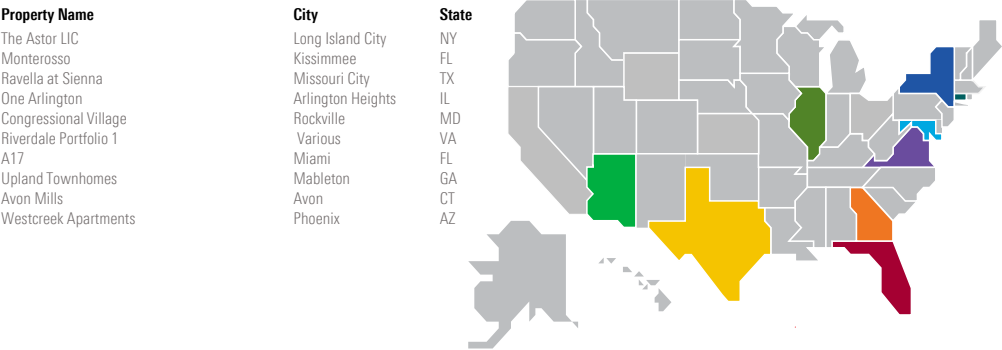 Property Name City State
The Astor LIC Long Island City NY
Monterosso Kissimmee FL
Ravella at Sienna Missouri City TX
One Arlington Arlington Heights IL
Congressional Village Rockville MD
Riverdale Portfolio 1 Various VA
A17 Miami FL
Upland Townhomes Mableton GA
Avon Mills Avon CT
Westcreek Apartments Phoenix AZ